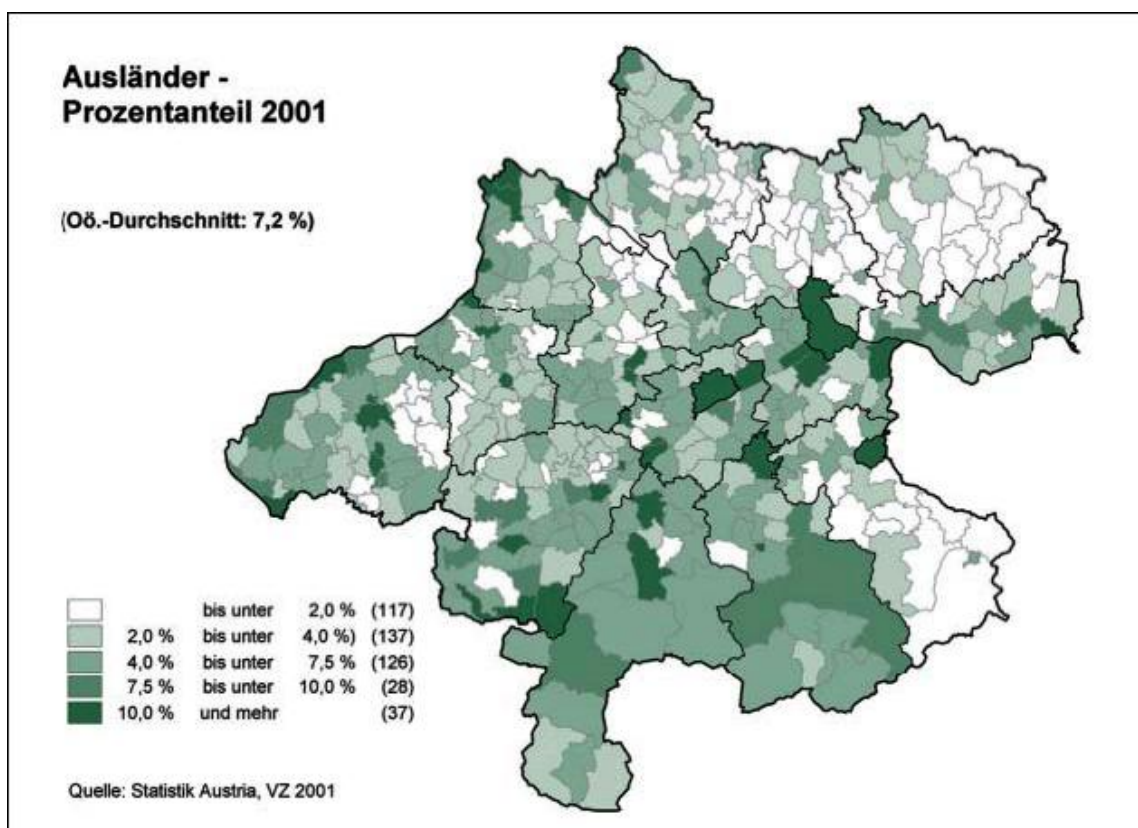 Ausländer -
Prozentanteil 2001
(Oö.-Durchschnitt: 7,2 %)
bis unter 2,0 % (117)
2,0 % bis unter 4,0 %) (137)
4,0 % bis unter 7,5 % (126)
7,5 % bis unter 10,0 % (28)
10,0 % und mehr (37)
Quelle: Statistik Austria, VZ 2001